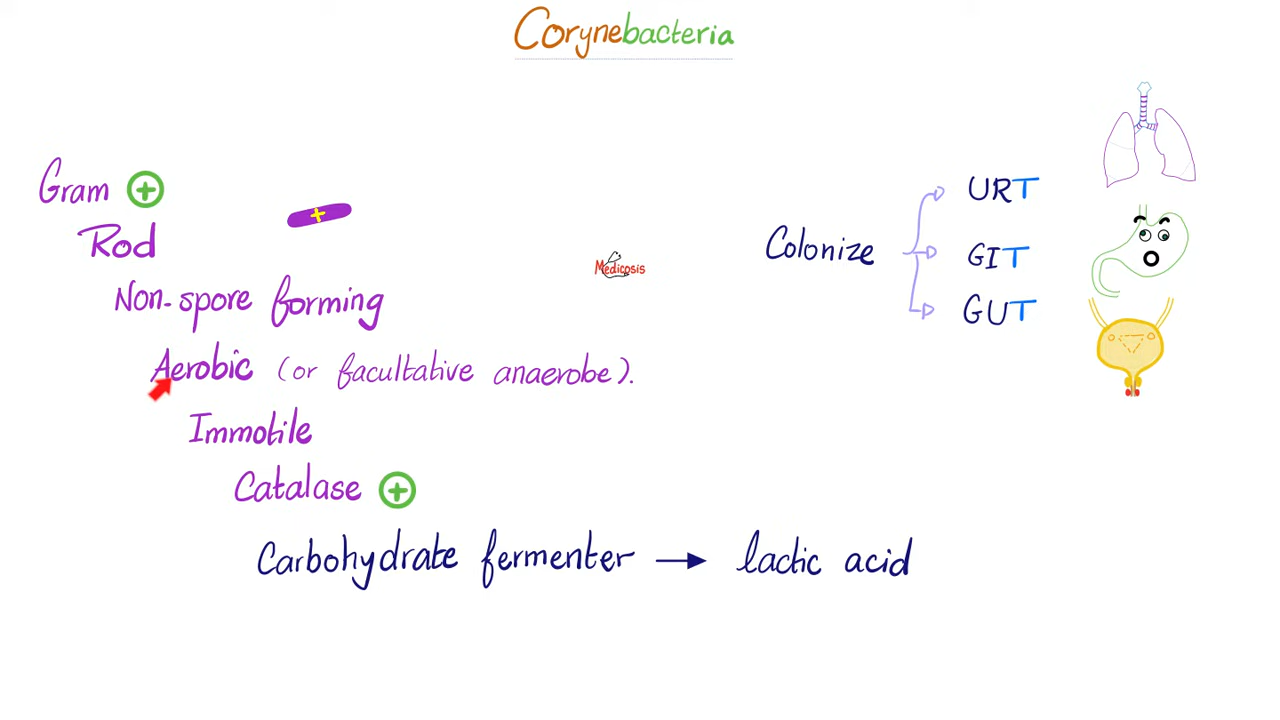 Corynebacteria
Gram +
Rod
+
Non-spore forming
Aerobic (or facultative anaerobe).
Immotile
Catalase +
Carbohydrate fermenter → lactic acid
Medicosis
Colonize
URT
GIT
GUT